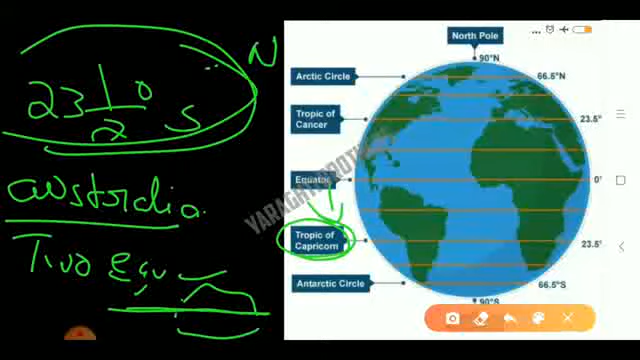 N
23 1/2° S
australia.
Two equ
North Pole
90°N
Arctic Circle
66.5°N
Tropic of
Cancer
23.5°
Equator
0°
Tropic of
Capricorn
23.5°
Antarctic Circle
66.5°S
90°S